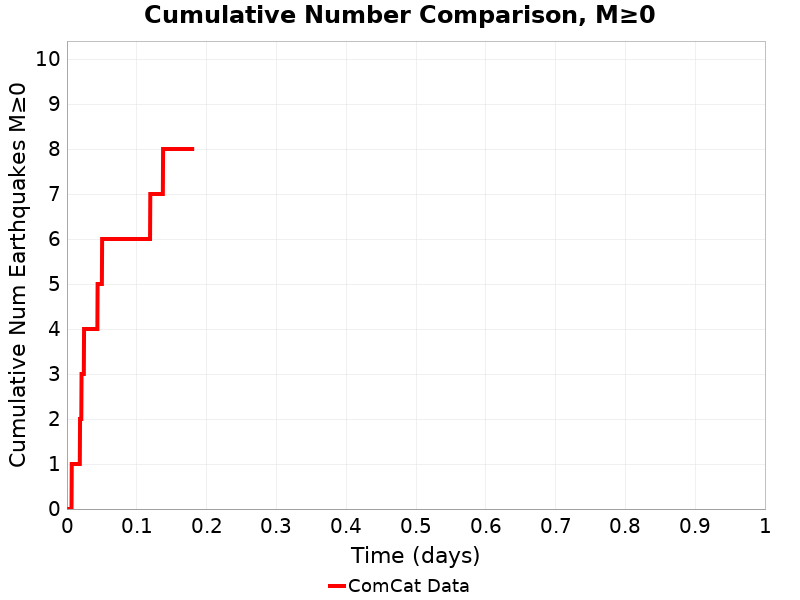 Cumulative Number Comparison, M≥0
Cumulative Num Earthquakes M≥0
10
9
8
7
6
5
4
3
2
1
0
0 0.1 0.2 0.3 0.4 0.5 0.6 0.7 0.8 0.9 1
Time (days)
ComCat Data